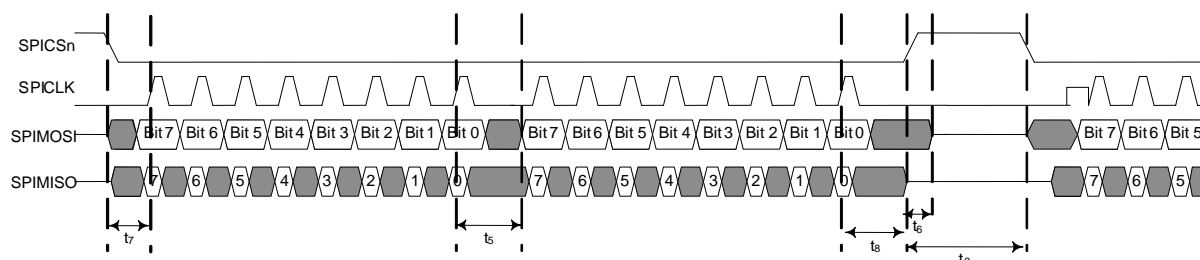 SPICSn
SPICLK
SPIMOSI Bit 7 Bit 6 Bit 5 Bit 4 Bit 3 Bit 2 Bit 1 Bit 0 Bit 7 Bit 6 Bit 5 Bit 4 Bit 3 Bit 2 Bit 1 Bit 0 Bit 7 Bit 6 Bit 5
SPIMISO 7 6 5 4 3 2 1 0 7 6 5 4 3 2 1 0 7 6 5
t7 t5 t8 t6